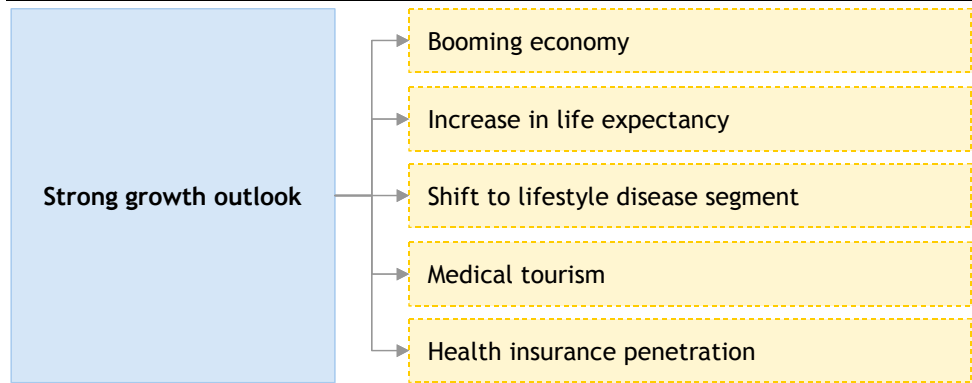 Strong growth outlook
Booming economy
Increase in life expectancy
Shift to lifestyle disease segment
Medical tourism
Health insurance penetration